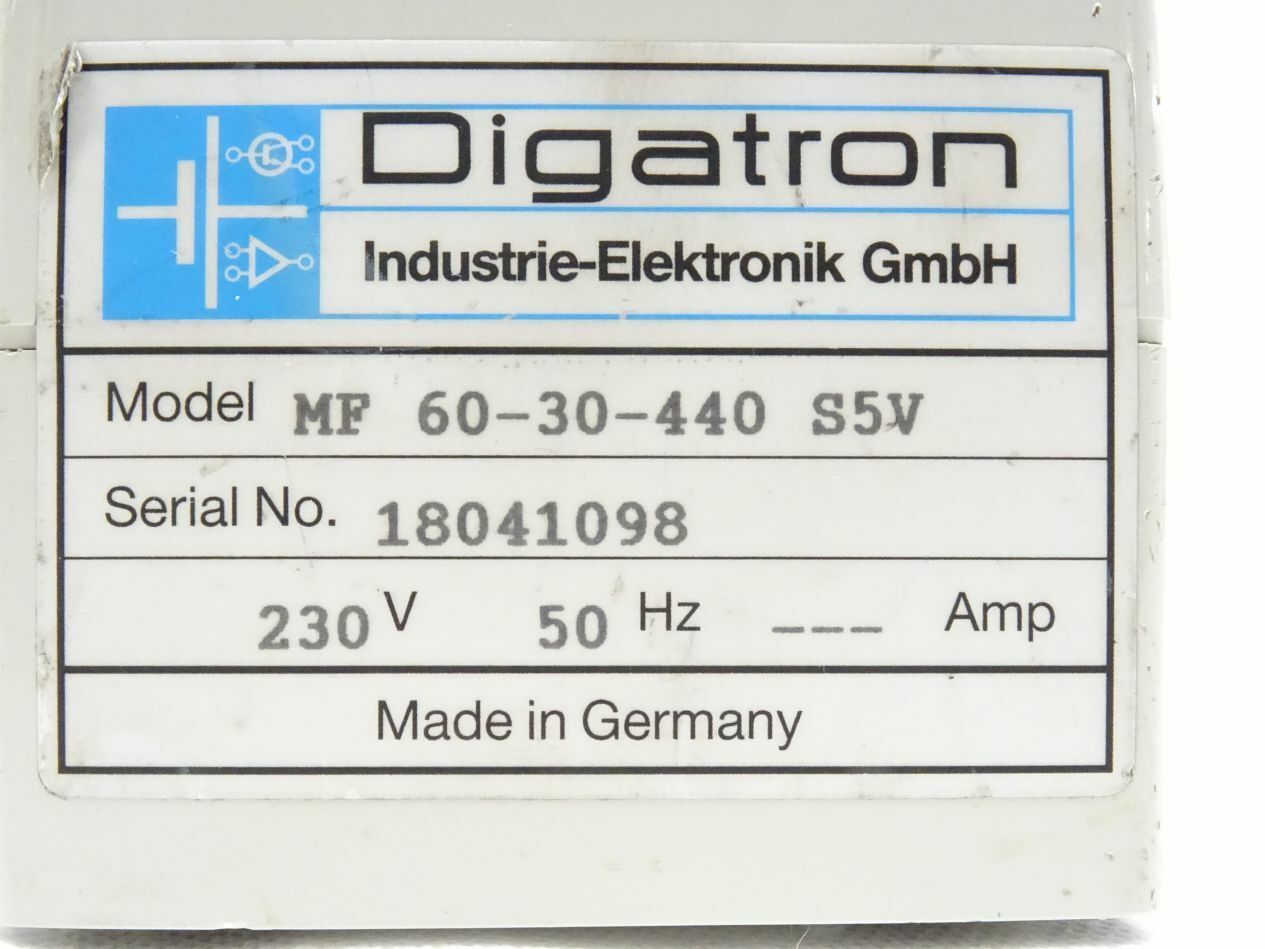 Digatron
Industrie-Elektronik GmbH
Model MF 60-30-440 S5V
Serial No. 18041098
230 V 50 Hz --- Amp
Made in Germany